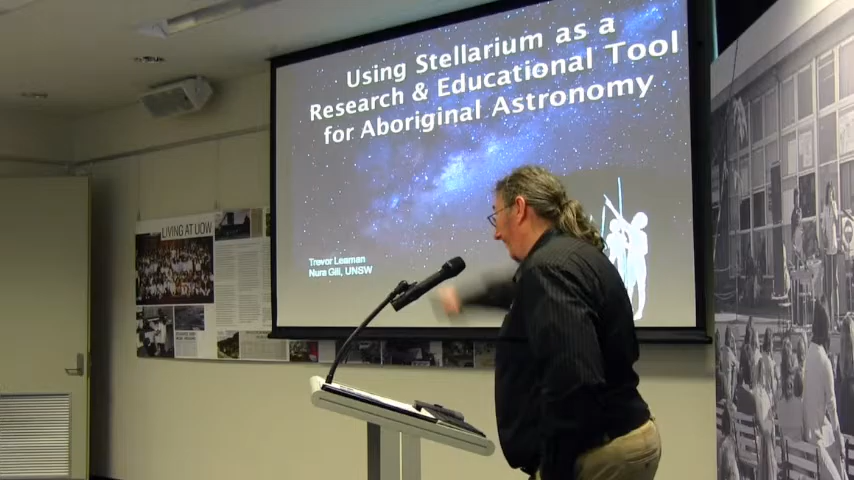 Using Stellarium as a
Research & Educational Tool
for Aboriginal Astronomy
Trevor Leaman
Nura Gili, UNSW
LIVING AT UOW